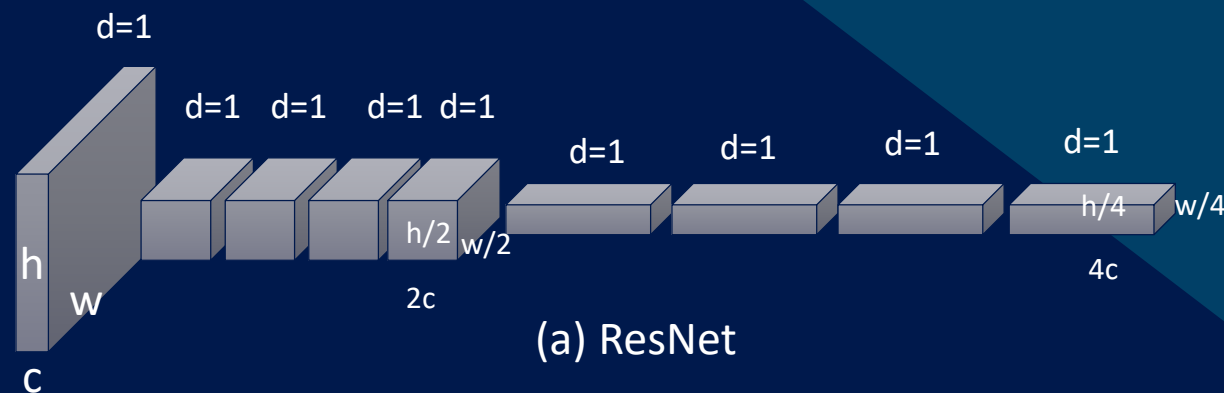 d=1
d=1 d=1 d=1 d=1
d=1 d=1 d=1 d=1
h/4 w/4
h/2 w/2
h
w
2c
4c
(a) ResNet
c